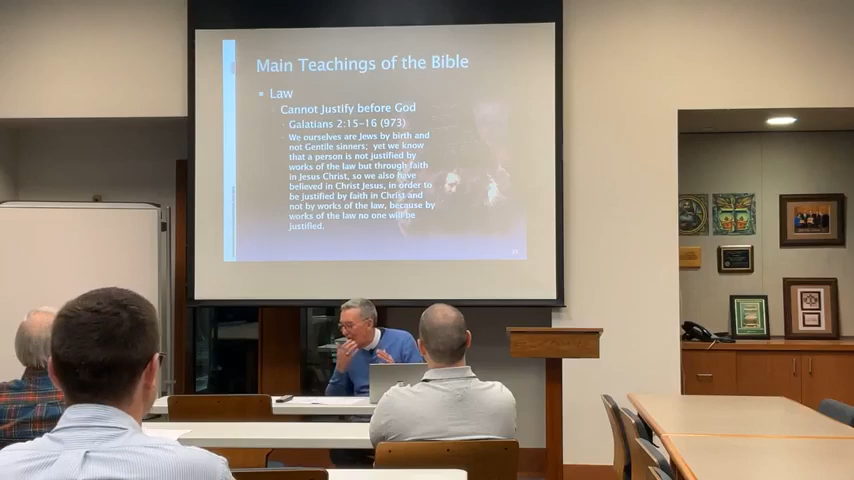 Main Teachings of the Bible
Law
Cannot Justify before God
Galatians 2:15-16 (973)
We ourselves are Jews by birth and
not Gentile sinners; yet we know
that a person is not justified by
works of the law but through faith
in Jesus Christ, so we also have
believed in Christ Jesus, in order to
be justified by faith in Christ and
not by works of the law, because by
works of the law no one will be
justified.